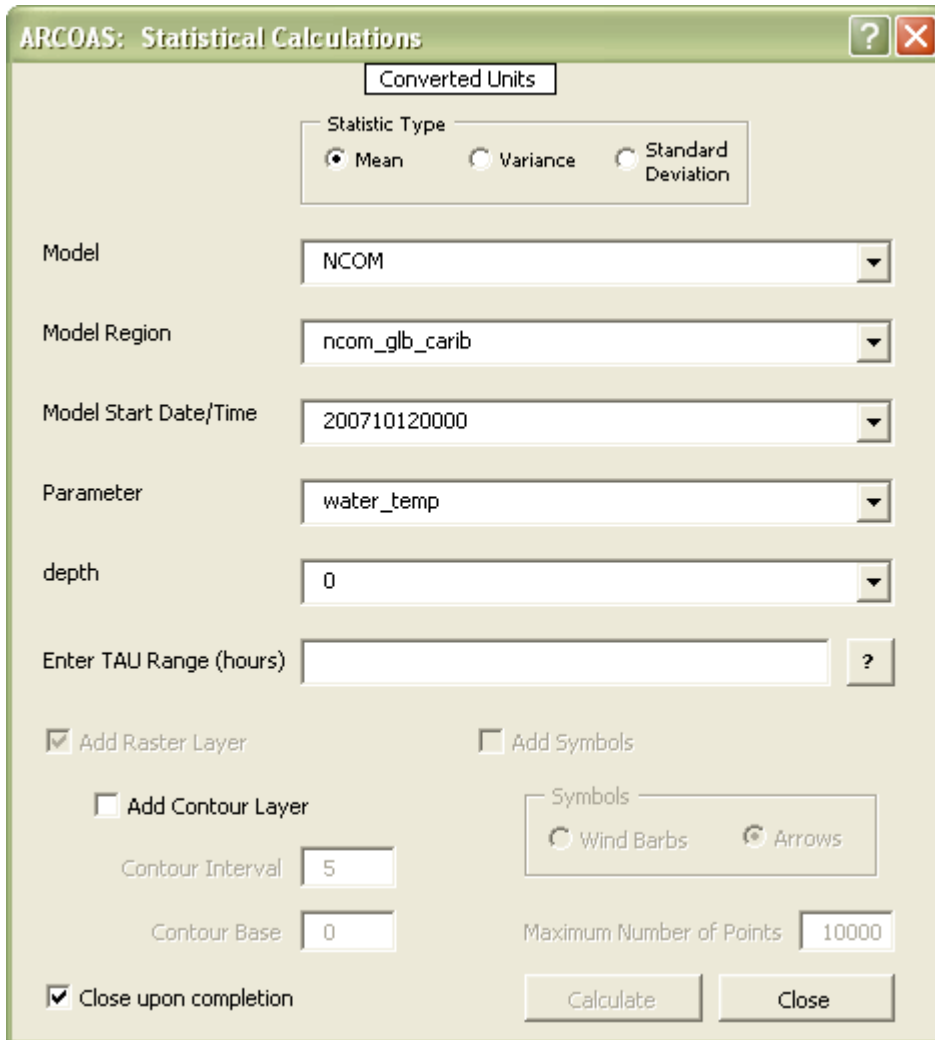 ARCOAS:  Statistical Calculations
?
Converted Units
Statistic Type
Mean
Variance
Standard
Deviation
Model
NCOM
Model Region
ncom_glb_carib
Model Start Date/Time
200710120000
Parameter
water_temp
depth
0
Enter TAU Range (hours)
?
Add Raster Layer
Add Symbols
Add Contour Layer
Symbols
Wind Barbs
Arrows
Contour Interval
5
Contour Base
0
Maximum Number of Points
10000
Close upon completion
Calculate
Close